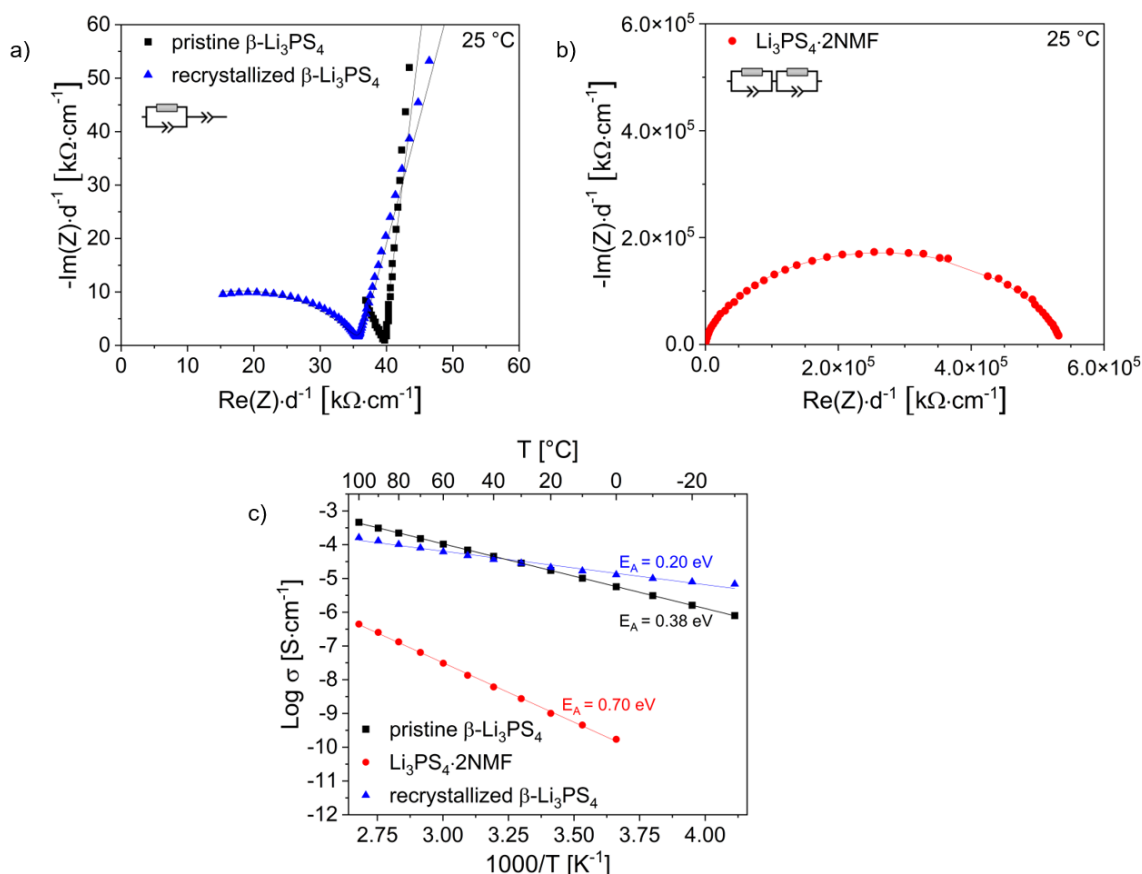 a)
60
50
40
30
20
10
0
-Im(Z)·d⁻¹ [kΩ·cm⁻¹]
pristine β-Li₃PS₄
recrystallized β-Li₃PS₄
25 °C
0 10 20 30 40 50 60
Re(Z)·d⁻¹ [kΩ·cm⁻¹]
b)
6.0×10⁵
4.0×10⁵
2.0×10⁵
0.0
-Im(Z)·d⁻¹ [kΩ·cm⁻¹]
Li₃PS₄·2NMF
25 °C
0.0 2.0×10⁵ 4.0×10⁵ 6.0×10⁵
Re(Z)·d⁻¹ [kΩ·cm⁻¹]
c)
T [°C]
100 80 60 40 20 0 -20
-3
-4
-5
-6
-7
-8
-9
-10
-11
-12
Log σ [S·cm⁻¹]
E_A = 0.20 eV
E_A = 0.38 eV
E_A = 0.70 eV
pristine β-Li₃PS₄
Li₃PS₄·2NMF
recrystallized β-Li₃PS₄
2.75 3.00 3.25 3.50 3.75 4.00
1000/T [K⁻¹]